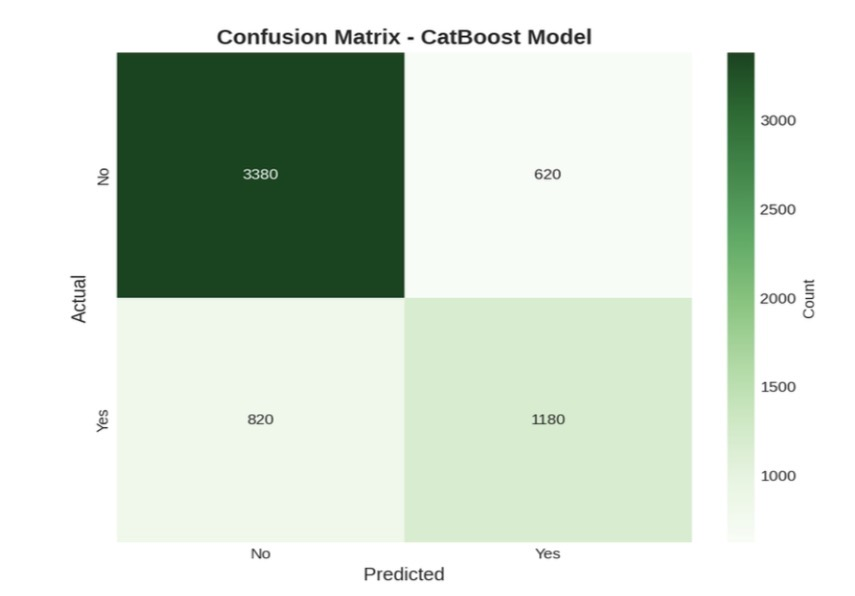 Confusion Matrix - CatBoost Model
3380
620
820
1180
No
Yes
Actual
No
Yes
Predicted
3000
2500
2000
1500
1000
Count